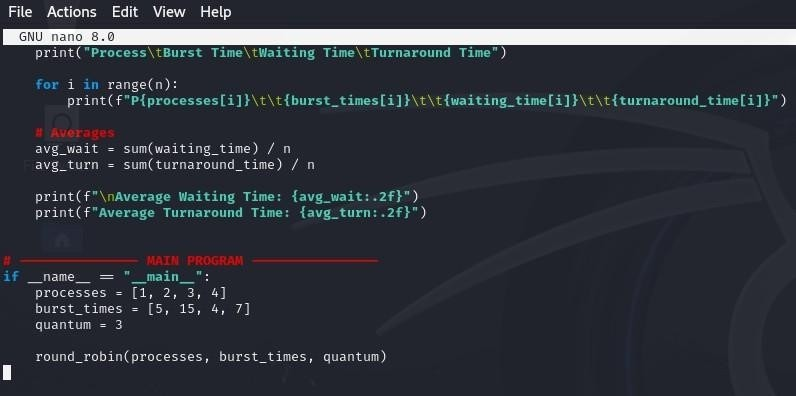 File Actions Edit View Help
GNU nano 8.0
print("Process\tBurst Time\tWaiting Time\tTurnaround Time")
for i in range(n):
print(f"P{processes[i]}\t\t{burst_times[i]}\t\t{waiting_time[i]}\t\t{turnaround_time[i]}")
# Averages
avg_wait = sum(waiting_time) / n
avg_turn = sum(turnaround_time) / n
print(f"\nAverage Waiting Time: {avg_wait:.2f}")
print(f"Average Turnaround Time: {avg_turn:.2f}")
# ——————————— MAIN PROGRAM ———————————
if __name__ == "__main__":
processes = [1, 2, 3, 4]
burst_times = [5, 15, 4, 7]
quantum = 3
round_robin(processes, burst_times, quantum)